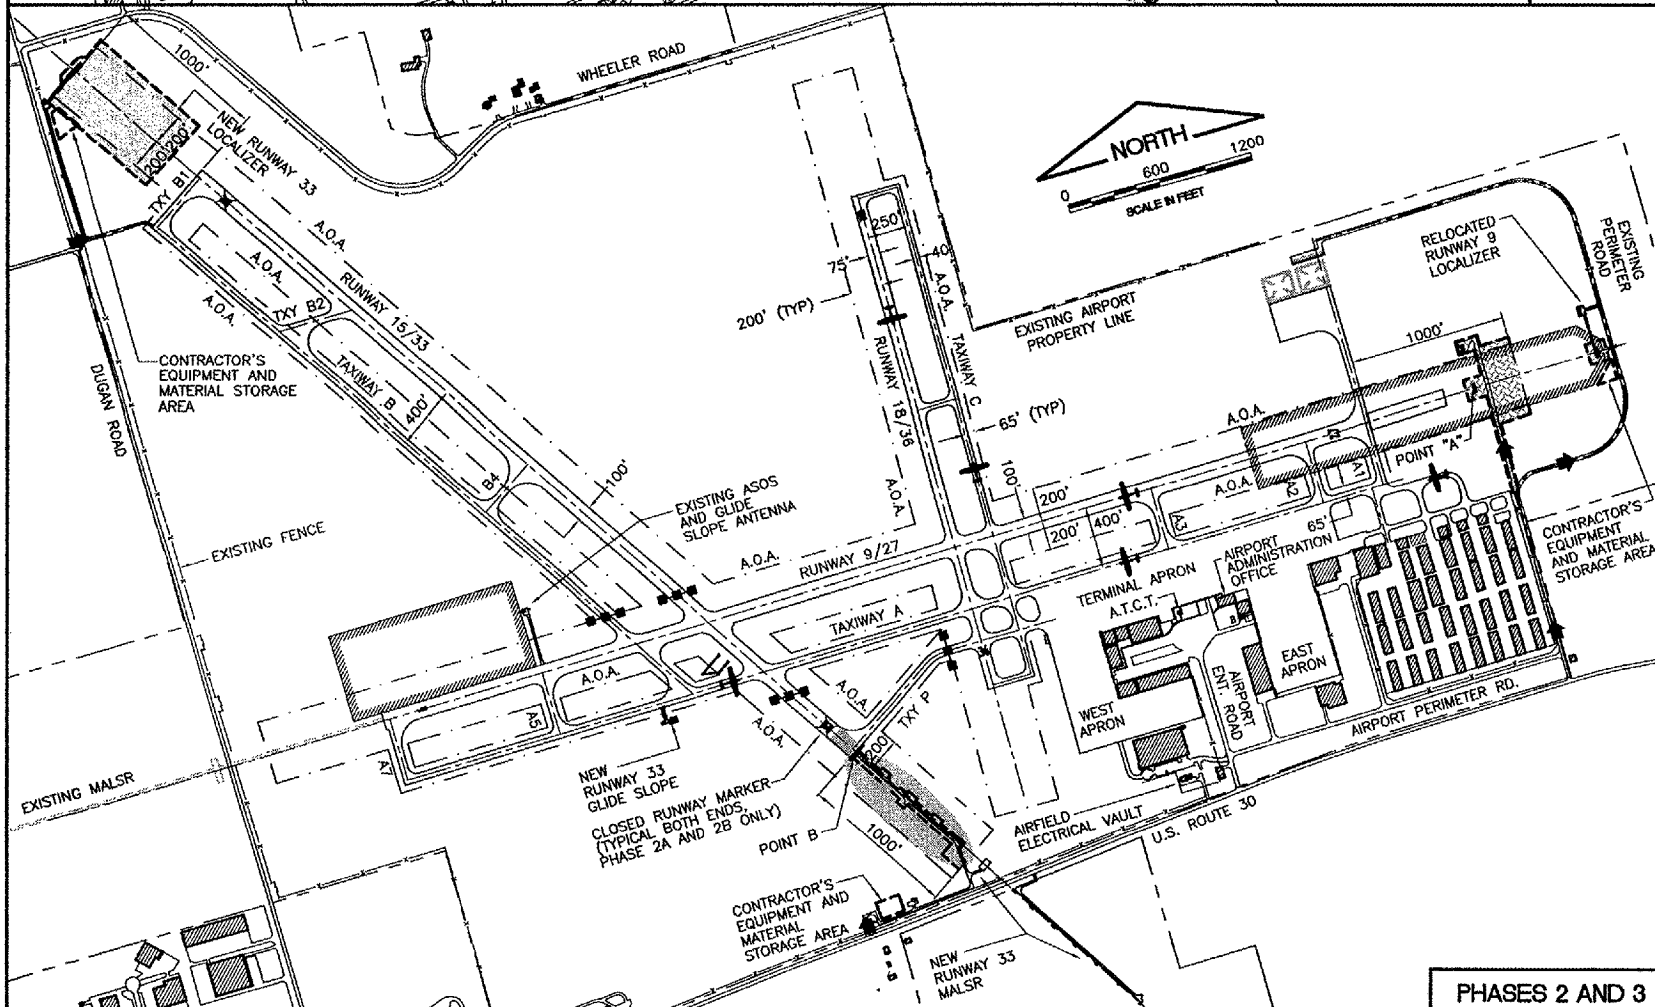 1000'
WHEELER ROAD
NEW RUNWAY 33
LOCALIZER
200'
200'
TXY B1
A.O.A.
A.O.A.
A.O.A.
RUNWAY 15/33
TXY B2
TAXIWAY B
400'
B4
100'
DUGAN ROAD
CONTRACTOR'S
EQUIPMENT AND
MATERIAL STORAGE
AREA
EXISTING FENCE
EXISTING ASOS
AND GLIDE
SLOPE ANTENNA
NORTH
0
600
1200
SCALE IN FEET
250'
75'
40'
200' (TYP)
A.O.A.
TAXIWAY C
RUNWAY 18/36
65' (TYP)
100'
A.O.A.
EXISTING AIRPORT
PROPERTY LINE
RELOCATED
RUNWAY 9
LOCALIZER
EXISTING
PERIMETER
ROAD
1000'
A.O.A.
POINT "A"
A1
A2
A3
A.O.A.
65'
200'
200'
400'
A.O.A.
RUNWAY 9/27
TAXIWAY A
TERMINAL APRON
A.T.C.T.
AIRPORT
ADMINISTRATION
OFFICE
CONTRACTOR'S
EQUIPMENT
AND MATERIAL
STORAGE AREA
EAST
APRON
WEST
APRON
AIRPORT
ENT. ROAD
AIRPORT PERIMETER RD.
A.O.A.
A5
A7
A.O.A.
A.O.A.
TXY P
200'
EXISTING MALSR
NEW
RUNWAY 33
GLIDE SLOPE
CLOSED RUNWAY MARKER
(TYPICAL BOTH ENDS,
PHASE 2A AND 2B ONLY)
POINT B
1000'
AIRFIELD
ELECTRICAL VAULT
U.S. ROUTE 30
CONTRACTOR'S
EQUIPMENT AND
MATERIAL
STORAGE AREA
NEW
RUNWAY 33
MALSR
PHASES 2 AND 3